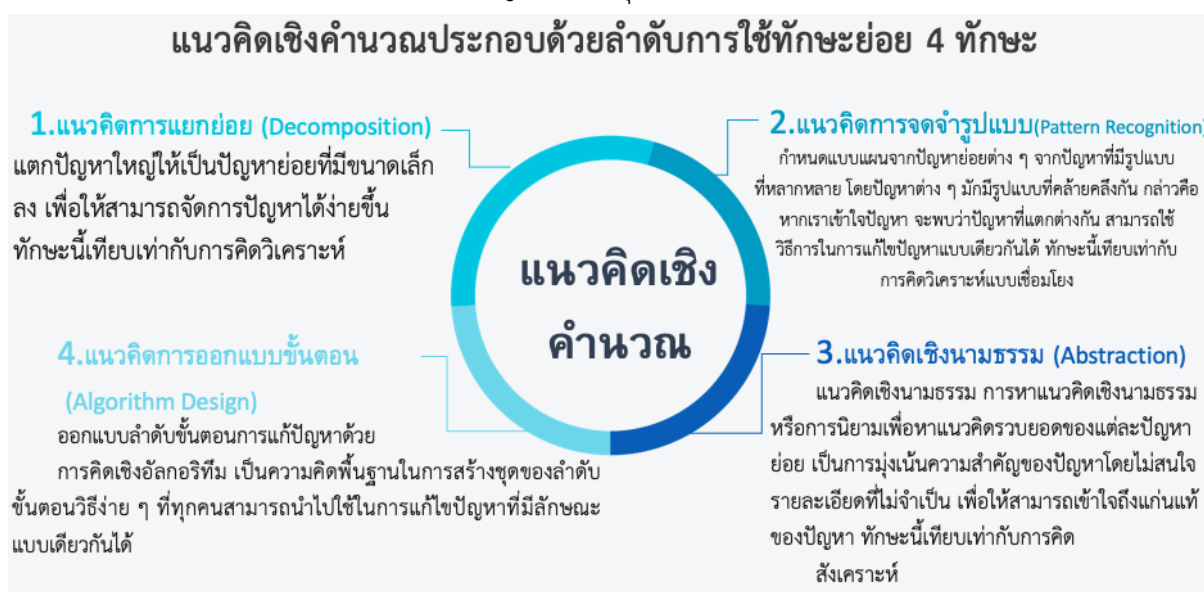 แนวคิดเชิงคำนวณประกอบด้วยลำดับการใช้ทักษะย่อย 4 ทักษะ
1.แนวคิดการแยกย่อย (Decomposition)
แตกปัญหาใหญ่ให้เป็นปัญหาย่อยที่มีขนาดเล็ก
ลง เพื่อให้สามารถจัดการปัญหาได้ง่ายขึ้น
ทักษะนี้เทียบเท่ากับการคิดวิเคราะห์
2.แนวคิดการจดจำรูปแบบ(Pattern Recognition)
กำหนดแบบแผนจากปัญหาย่อยต่าง ๆ จากปัญหาที่มีรูปแบบ
ที่หลากหลาย โดยปัญหาต่าง ๆ มักมีรูปแบบที่คล้ายคลึงกัน กล่าวคือ
หากเราเข้าใจปัญหา จะพบว่าปัญหาที่แตกต่างกัน สามารถใช้
วิธีการในการแก้ไขปัญหาแบบเดียวกันได้ ทักษะนี้เทียบเท่ากับ
การคิดวิเคราะห์แบบเชื่อมโยง
แนวคิดเชิง
คำนวณ
3.แนวคิดเชิงนามธรรม (Abstraction)
แนวคิดเชิงนามธรรม การหาแนวคิดเชิงนามธรรม
หรือการนิยามเพื่อหาแนวคิดรวบยอดของแต่ละปัญหา
ย่อย เป็นการมุ่งเน้นความสำคัญของปัญหาโดยไม่สนใจ
รายละเอียดที่ไม่จำเป็น เพื่อให้สามารถเข้าใจถึงแก่นแท้
ของปัญหา ทักษะนี้เทียบเท่ากับการคิด
สังเคราะห์
4.แนวคิดการออกแบบขั้นตอน
(Algorithm Design)
ออกแบบลำดับขั้นตอนการแก้ปัญหาด้วย
การคิดเชิงอัลกอริทึม เป็นความคิดพื้นฐานในการสร้างชุดของลำดับ
ขั้นตอนวิธีง่าย ๆ ที่ทุกคนสามารถนำไปใช้ในการแก้ไขปัญหาที่มีลักษณะ
แบบเดียวกันได้